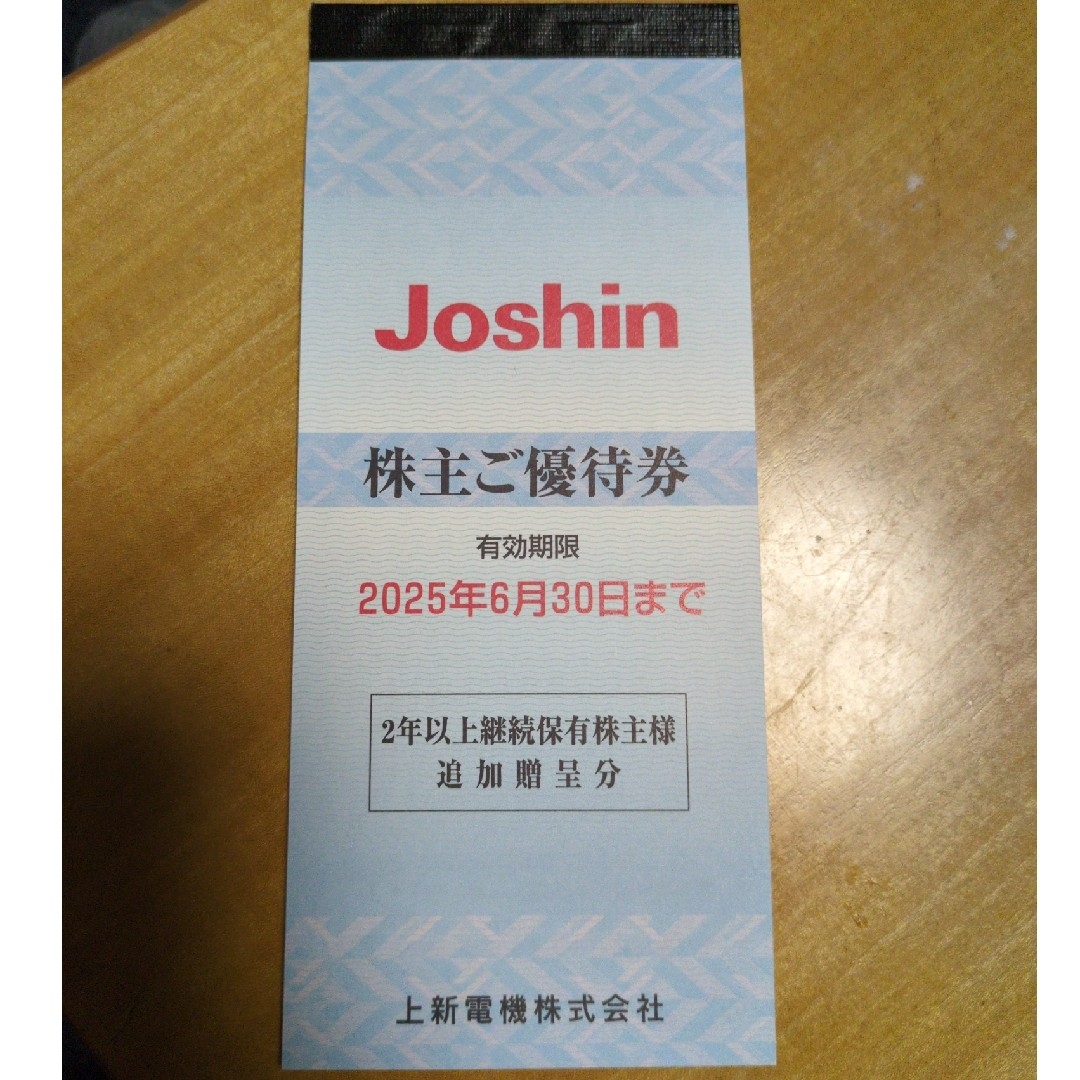 Joshin
株主ご優待券
有効期限
2025年6月30日まで
2年以上継続保有株主様
追加贈呈分
上新電機株式会社